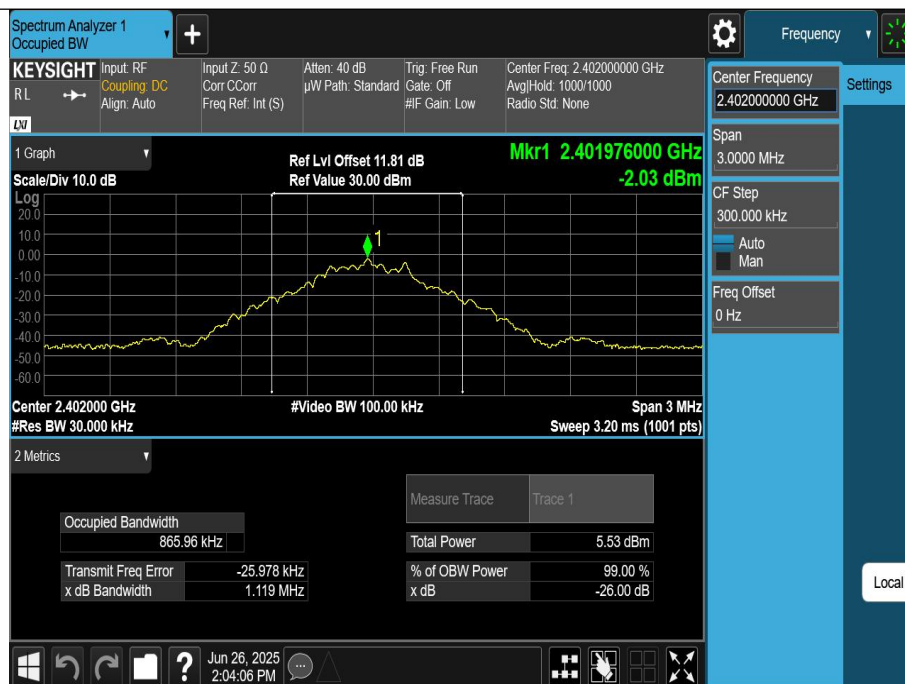 Spectrum Analyzer 1
Occupied BW
Frequency
KEYSIGHT
RL
LXI
Input: RF
Coupling: DC
Align: Auto
Input Z: 50 Ω
Corr CCorr
Freq Ref: Int (S)
Atten: 40 dB
µW Path: Standard
Trig: Free Run
Gate: Off
#IF Gain: Low
Center Freq: 2.402000000 GHz
Avg|Hold: 1000/1000
Radio Std: None
Center Frequency
2.402000000 GHz
Settings
Span
3.0000 MHz
CF Step
300.000 kHz
Auto
Man
Freq Offset
0 Hz
Local
1 Graph
Scale/Div 10.0 dB
Ref Lvl Offset 11.81 dB
Ref Value 30.00 dBm
Mkr1 2.401976000 GHz
-2.03 dBm
Log
20.0
10.0
0.00
-10.0
-20.0
-30.0
-40.0
-50.0
-60.0
1
Center 2.402000 GHz
#Res BW 30.000 kHz
#Video BW 100.00 kHz
Span 3 MHz
Sweep 3.20 ms (1001 pts)
2 Metrics
Measure Trace Trace 1
Occupied Bandwidth
865.96 kHz
Total Power 5.53 dBm
Transmit Freq Error -25.978 kHz
% of OBW Power 99.00 %
x dB Bandwidth 1.119 MHz
x dB -26.00 dB
Jun 26, 2025
2:04:06 PM